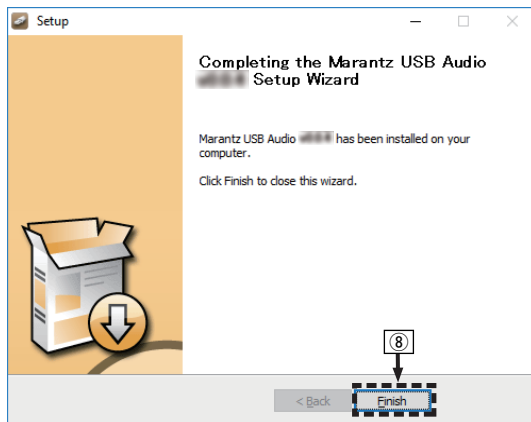 Setup
Completing the Marantz USB Audio
Setup Wizard
Marantz USB Audio has been installed on your
computer.
Click Finish to close this wizard.
⑧
< Back
Finish